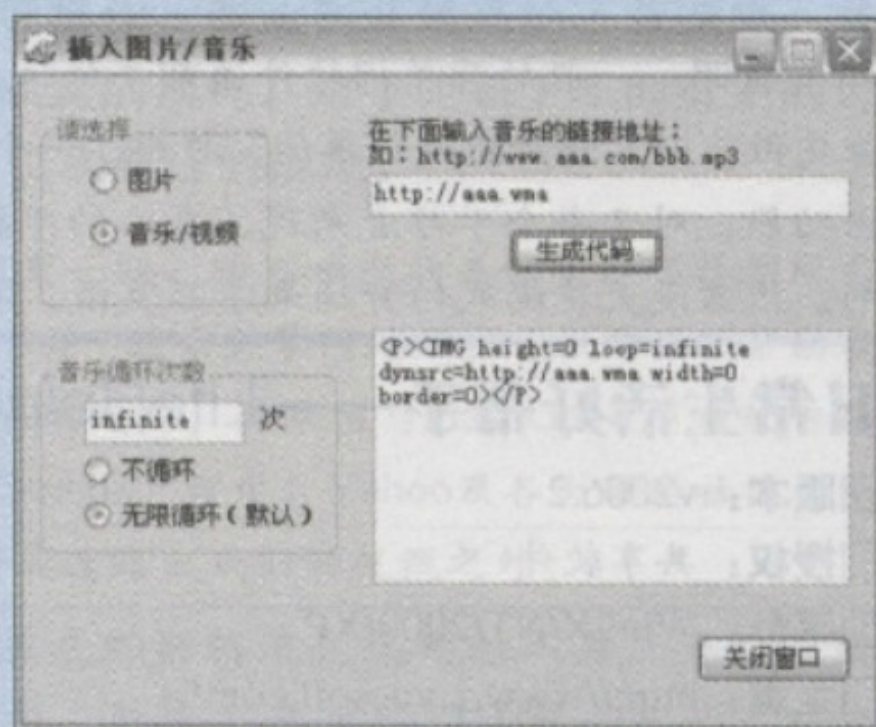 插入图片/音乐
请选择
图片
音乐/视频
在下面输入音乐的链接地址：
如：http://www.aaa.com/bbb.mp3
http://aaa.wma
生成代码
音乐循环次数
infinite 次
不循环
无限循环（默认）
<P><IMG height=0 loop=infinite
dynsrc=http://aaa.wma width=0
border=0></P>
关闭窗口